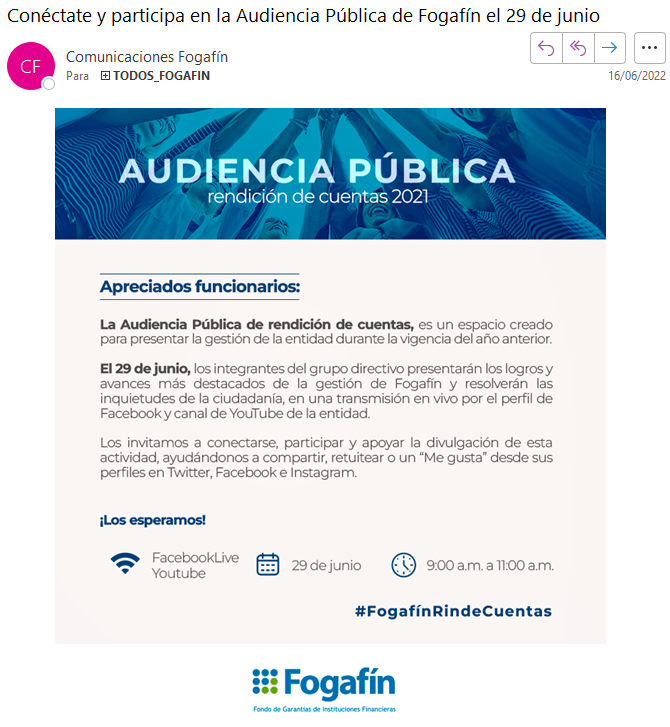 Conéctate y participa en la Audiencia Pública de Fogafín el 29 de junio
CF
Comunicaciones Fogafín
Para TODOS_FOGAFIN
16/06/2022
AUDIENCIA PÚBLICA
rendición de cuentas 2021
Apreciados funcionarios:
La Audiencia Pública de rendición de cuentas, es un espacio creado
para presentar la gestión de la entidad durante la vigencia del año anterior.
El 29 de junio, los integrantes del grupo directivo presentarán los logros y
avances más destacados de la gestión de Fogafín y resolverán las
inquietudes de la ciudadanía, en una transmisión en vivo por el perfil de
Facebook y canal de YouTube de la entidad.
Los invitamos a conectarse, participar y apoyar la divulgación de esta
actividad, ayudándonos a compartir, retuitear o un “Me gusta” desde sus
perfiles en Twitter, Facebook e Instagram.
¡Los esperamos!
FacebookLive
Youtube
29 de junio
9:00 a.m. a 11:00 a.m.
#FogafínRindeCuentas
Fogafín
Fondo de Garantías de Instituciones Financieras